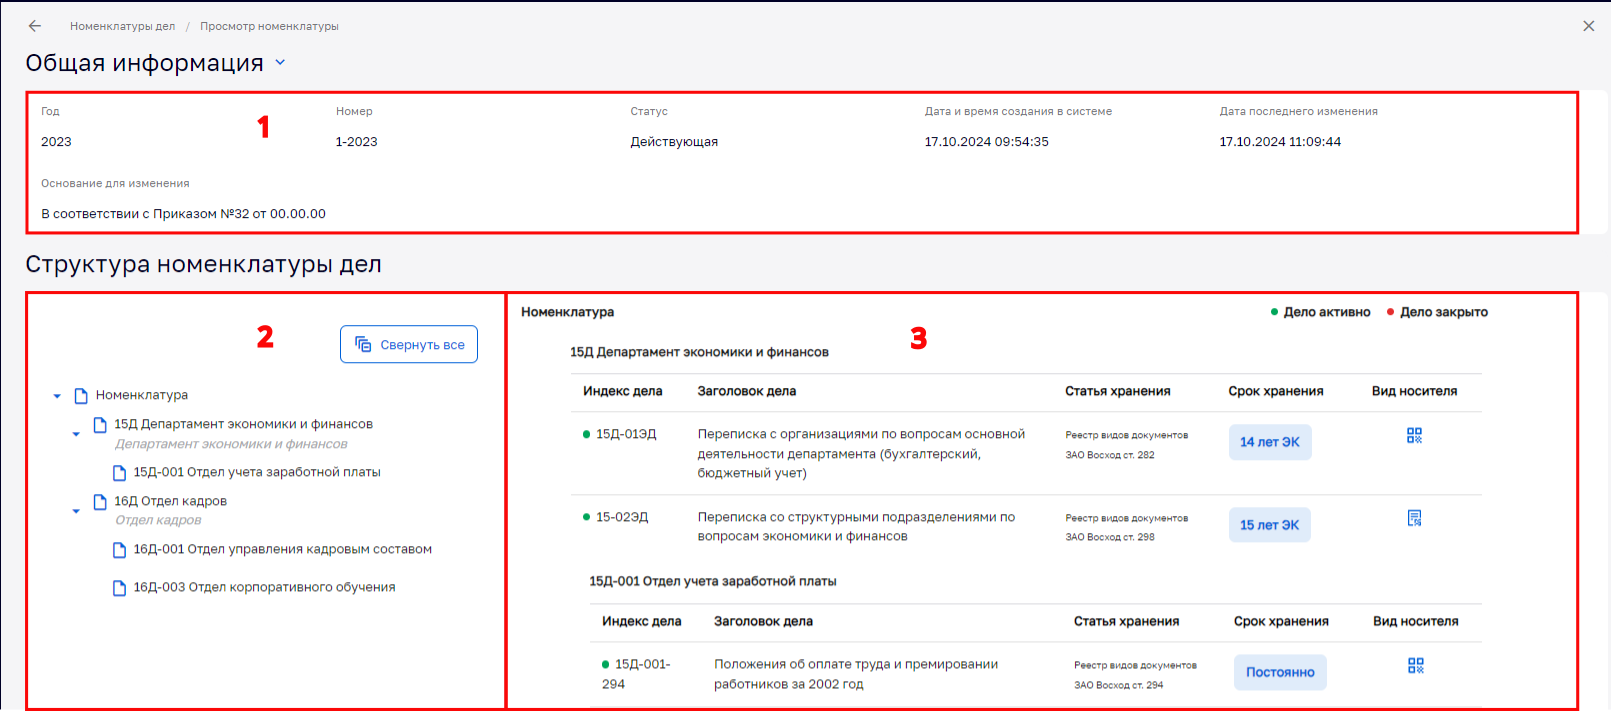 Номенклатуры дел / Просмотр номенклатуры
Общая информация
Год Номер Статус Дата и время создания в системе Дата последнего изменения
1
2023 1-2023 Действующая 17.10.2024 09:54:35 17.10.2024 11:09:44
Основание для изменения
В соответствии с Приказом №32 от 00.00.00
Структура номенклатуры дел
2
Свернуть все
Номенклатура
15Д Департамент экономики и финансов
Департамент экономики и финансов
15Д-001 Отдел учета заработной платы
16Д Отдел кадров
Отдел кадров
16Д-001 Отдел управления кадровым составом
16Д-003 Отдел корпоративного обучения
Номенклатура
Дело активно Дело закрыто
3
15Д Департамент экономики и финансов
Индекс дела Заголовок дела Статья хранения Срок хранения Вид носителя
15Д-01ЭД Переписка с организациями по вопросам основной Реестр видов документов 14 лет ЭК
деятельности департамента (бухгалтерский, ЗАО Восход ст. 282
бюджетный учет)
15-02ЭД Переписка со структурными подразделениями по Реестр видов документов 15 лет ЭК
вопросам экономики и финансов ЗАО Восход ст. 298
15Д-001 Отдел учета заработной платы
Индекс дела Заголовок дела Статья хранения Срок хранения Вид носителя
15Д-001- Положения об оплате труда и премировании Реестр видов документов Постоянно
294 работников за 2002 год ЗАО Восход ст. 294